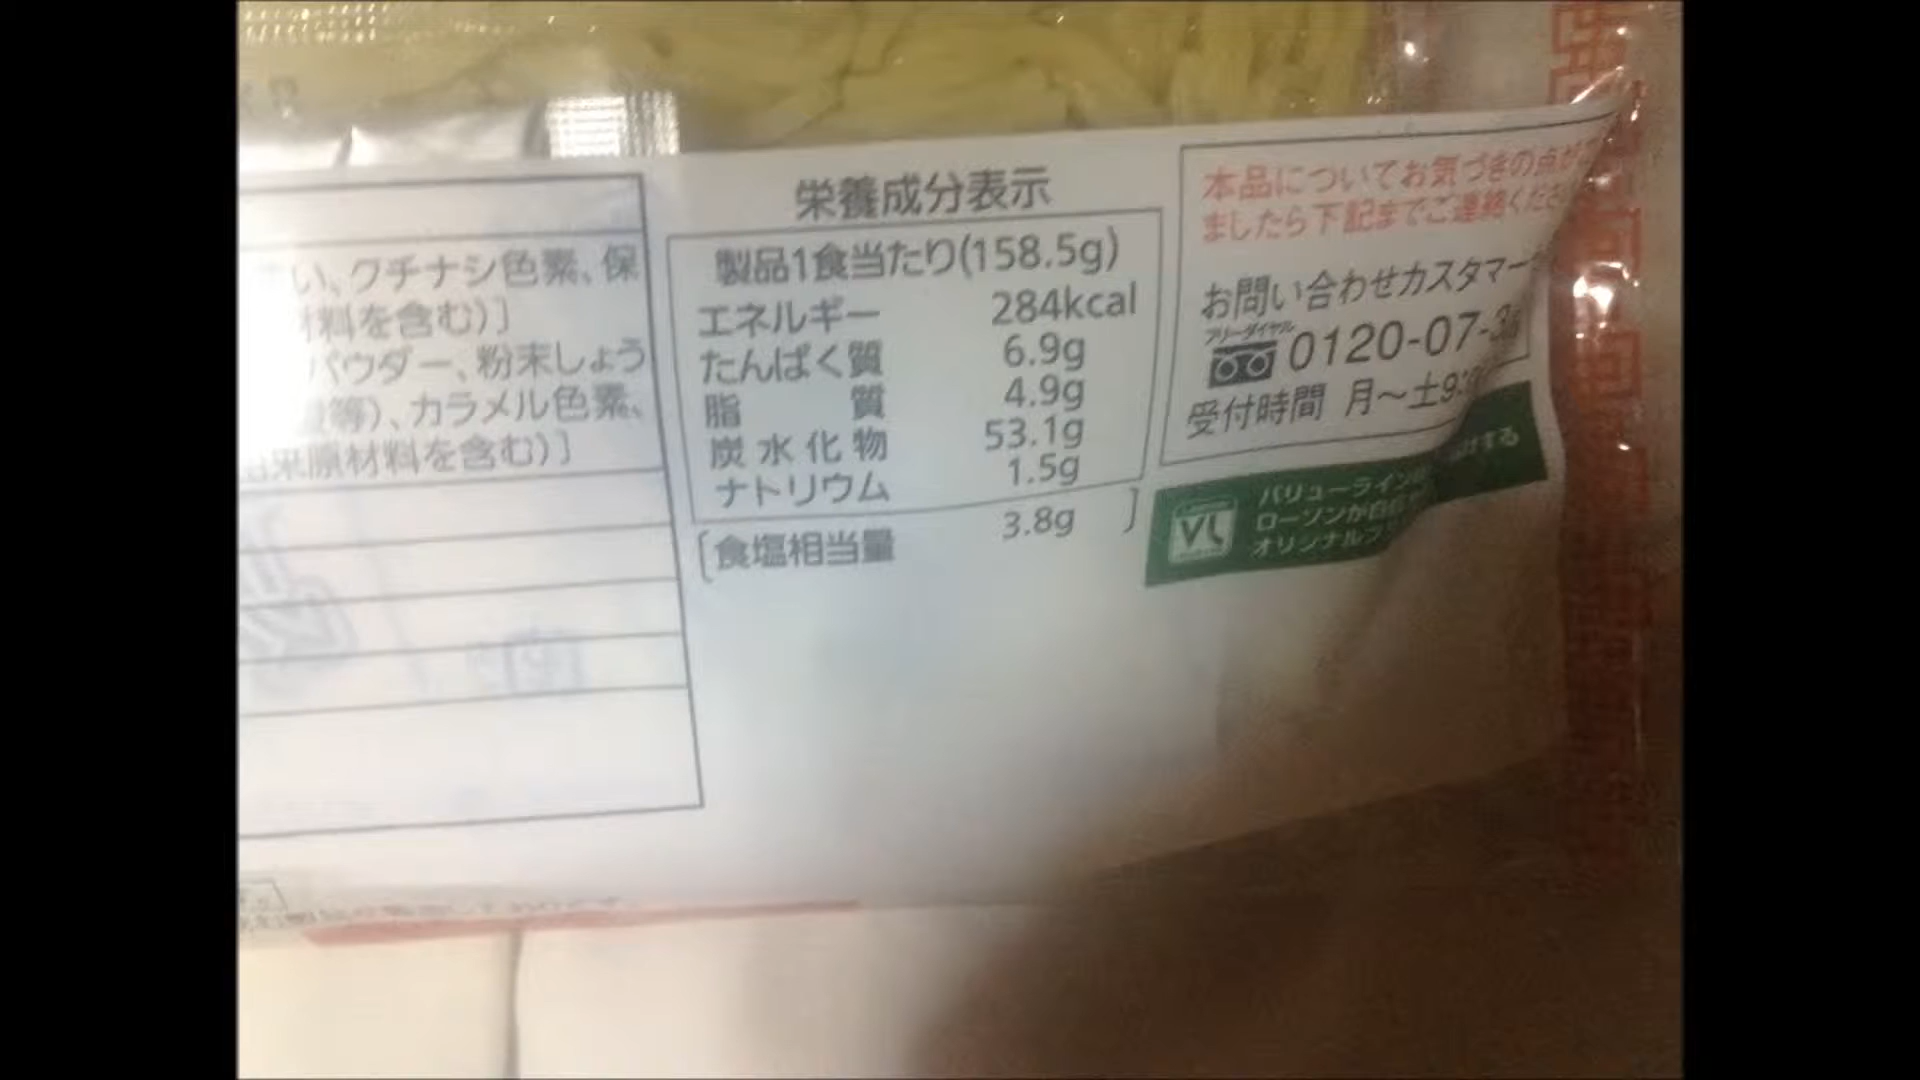 い、クチナシ色素、保
材料を含む)]
パウダー、粉末しょう
等)、カラメル色素、
由来原材料を含む)]
栄養成分表示
製品1食当たり(158.5g)
エネルギー 284kcal
たんぱく質 6.9g
脂 質 4.9g
炭水化物 53.1g
ナトリウム 1.5g
[食塩相当量 3.8g ]
本品についてお気づきの点が
ましたら下記までご連絡くださ
お問い合わせカスタマー
フリーダイヤル
0120-07-3
受付時間 月〜土9:
VL
バリューライン
ローソンが
オリジナルブ
する